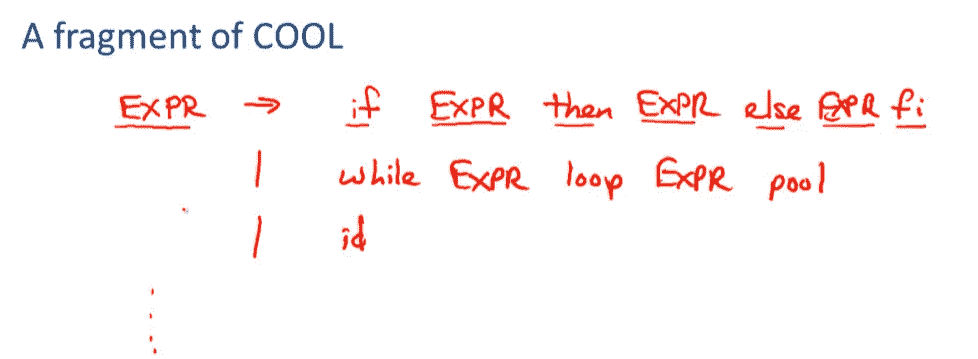 A fragment of COOL
EXPR → if EXPR then EXPR else EXPR fi
| while EXPR loop EXPR pool
| id